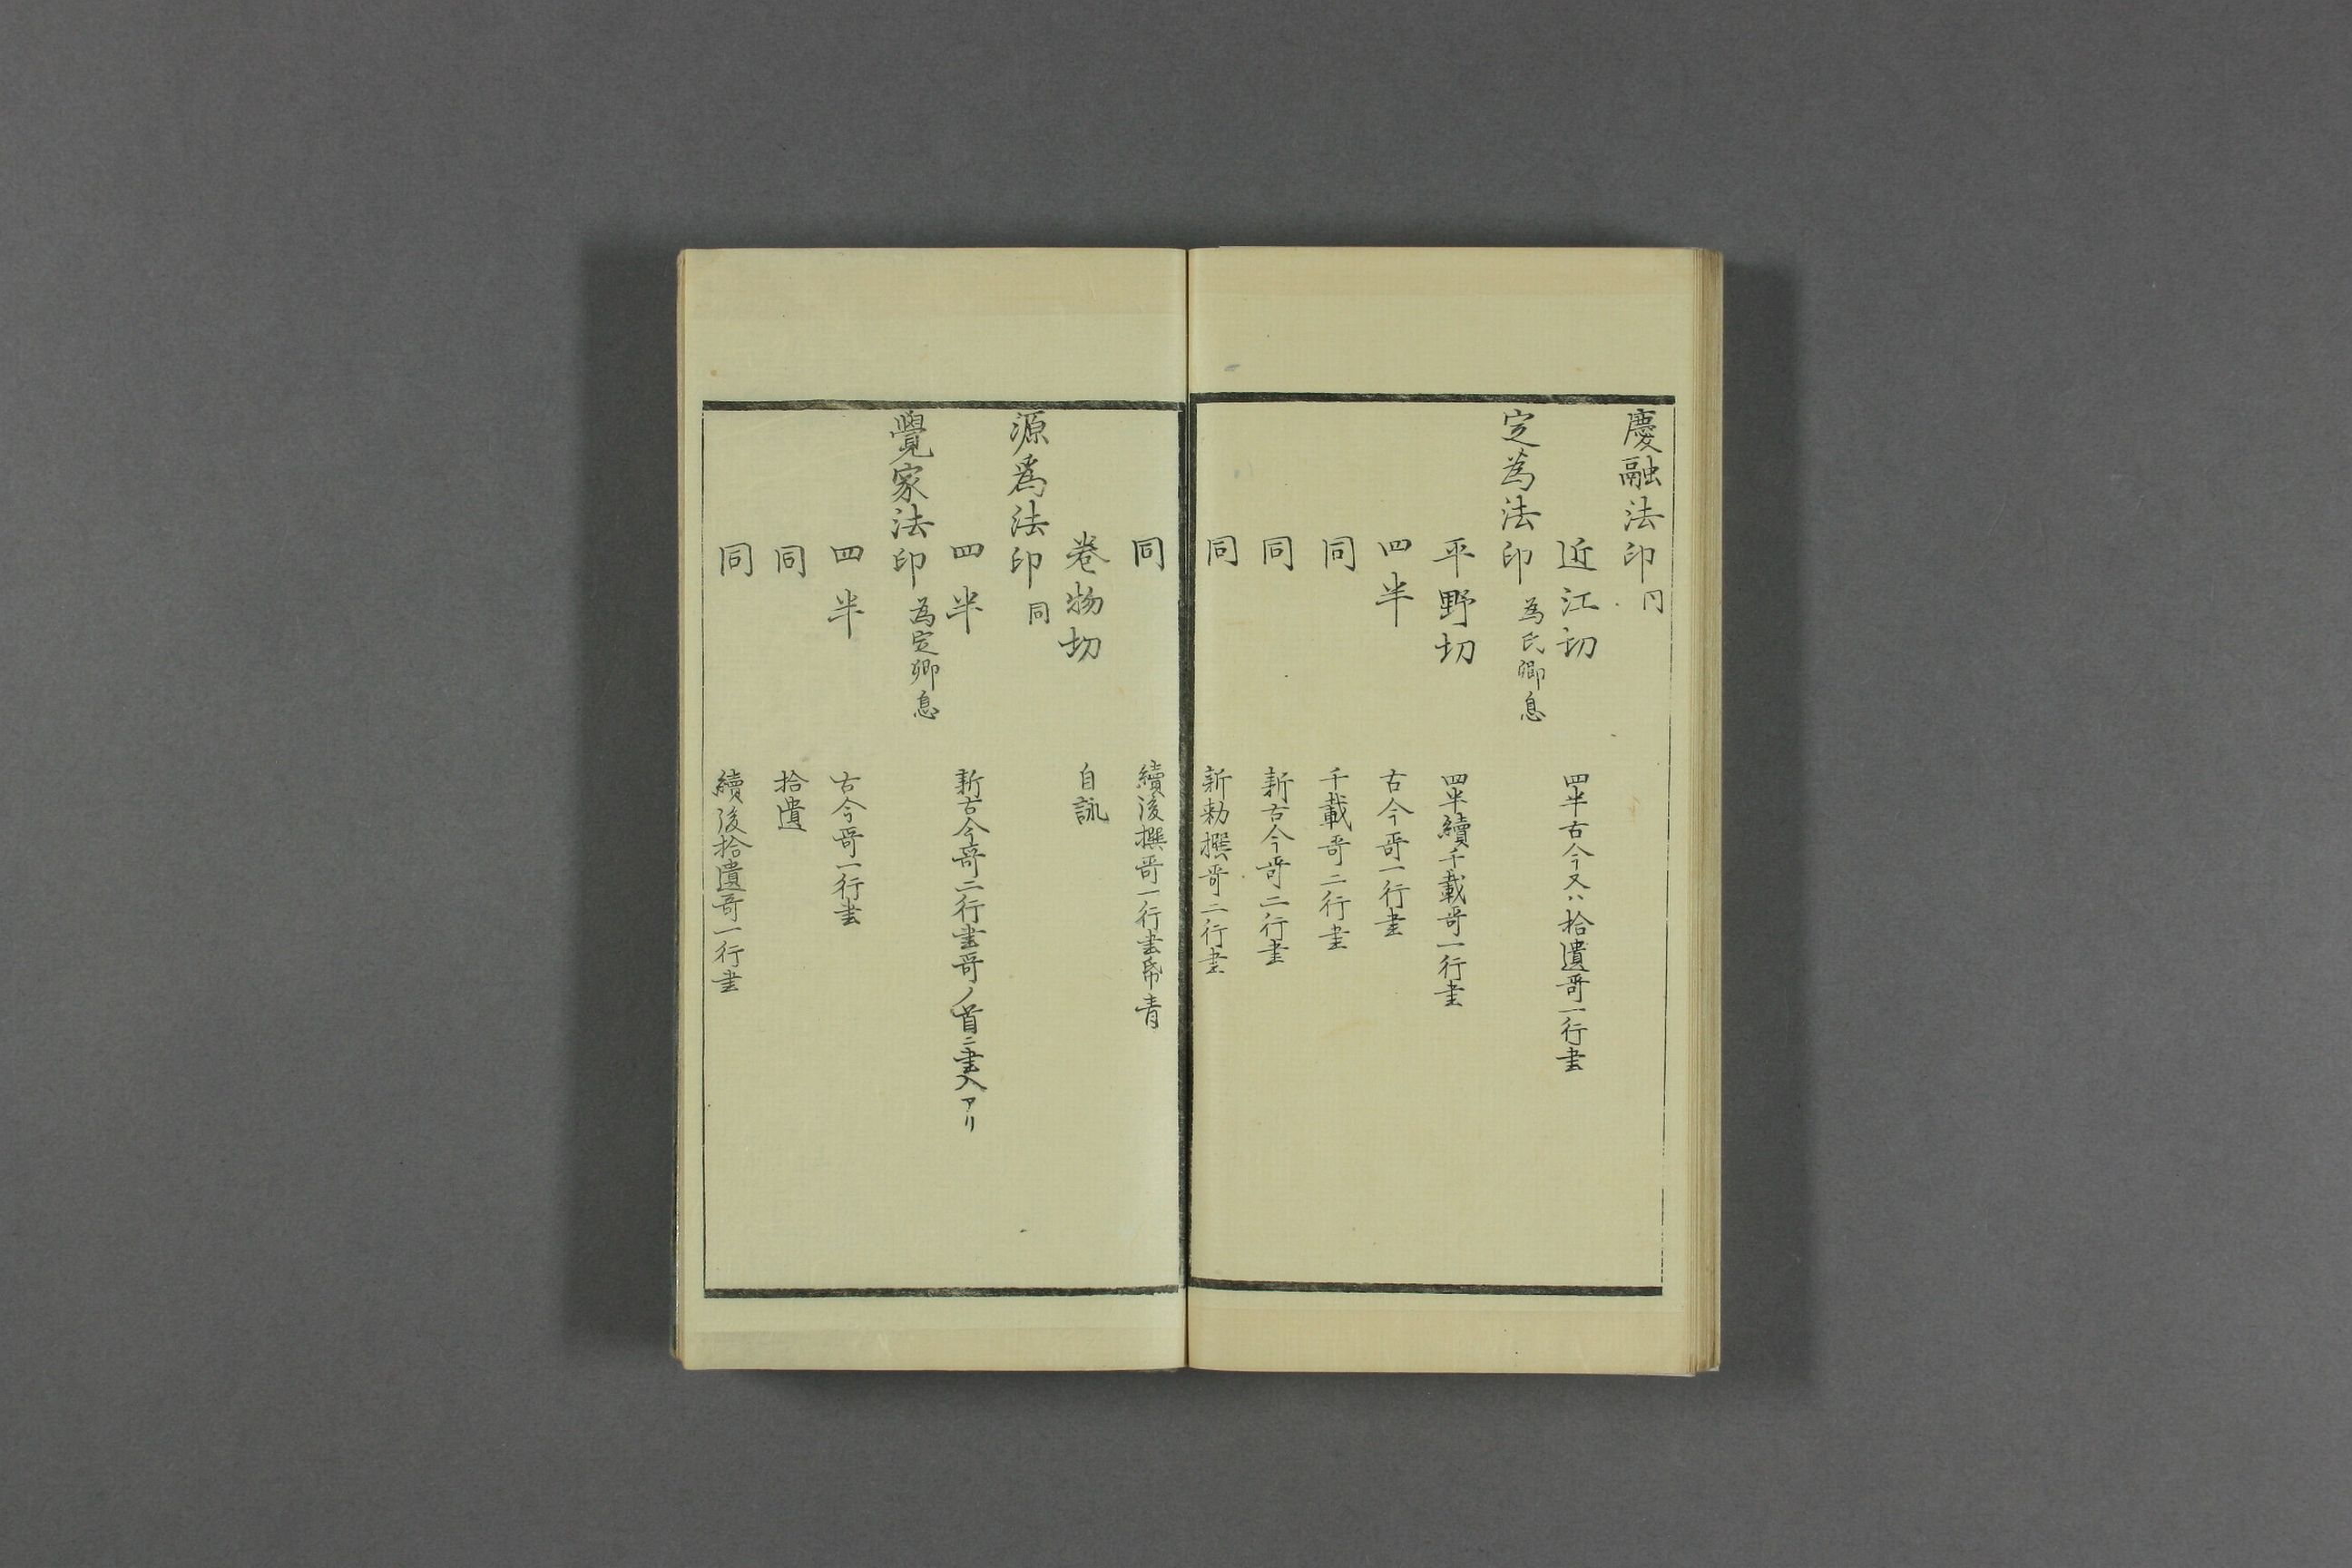 慶融法印 同
近江切 四半古今又ハ拾遺哥一行書
定為法印 為氏卿息
平野切 四半續千載哥一行書
四半 古今哥一行書
同 千載哥二行書
同 新古今哥二行書
同 新勅撰哥二行書
同 續後撰哥一行書帋青
巻物切 自詠
源為法印 同
四半 新古今哥二行書哥ノ首ニ書入アリ
覺家法印 為定卿息
四半 古今哥一行書
同 拾遺
同 續後拾遺哥一行書